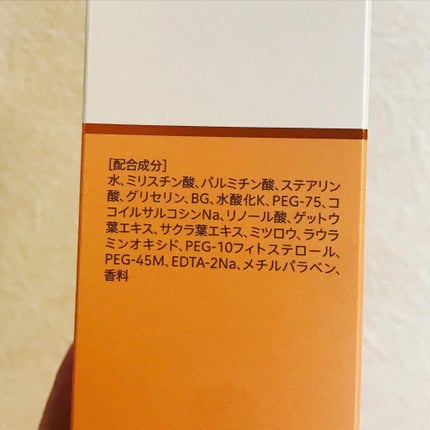 [配合成分]
水、ミリスチン酸、パルミチン酸、ステアリン
酸、グリセリン、BG、水酸化K、PEG-75、コ
コイルサルコシンNa、リノール酸、ゲットウ
葉エキス、サクラ葉エキス、ミツロウ、ラウラ
ミンオキシド、PEG-10フィトステロール、
PEG-45M、EDTA-2Na、メチルパラベン、
香料